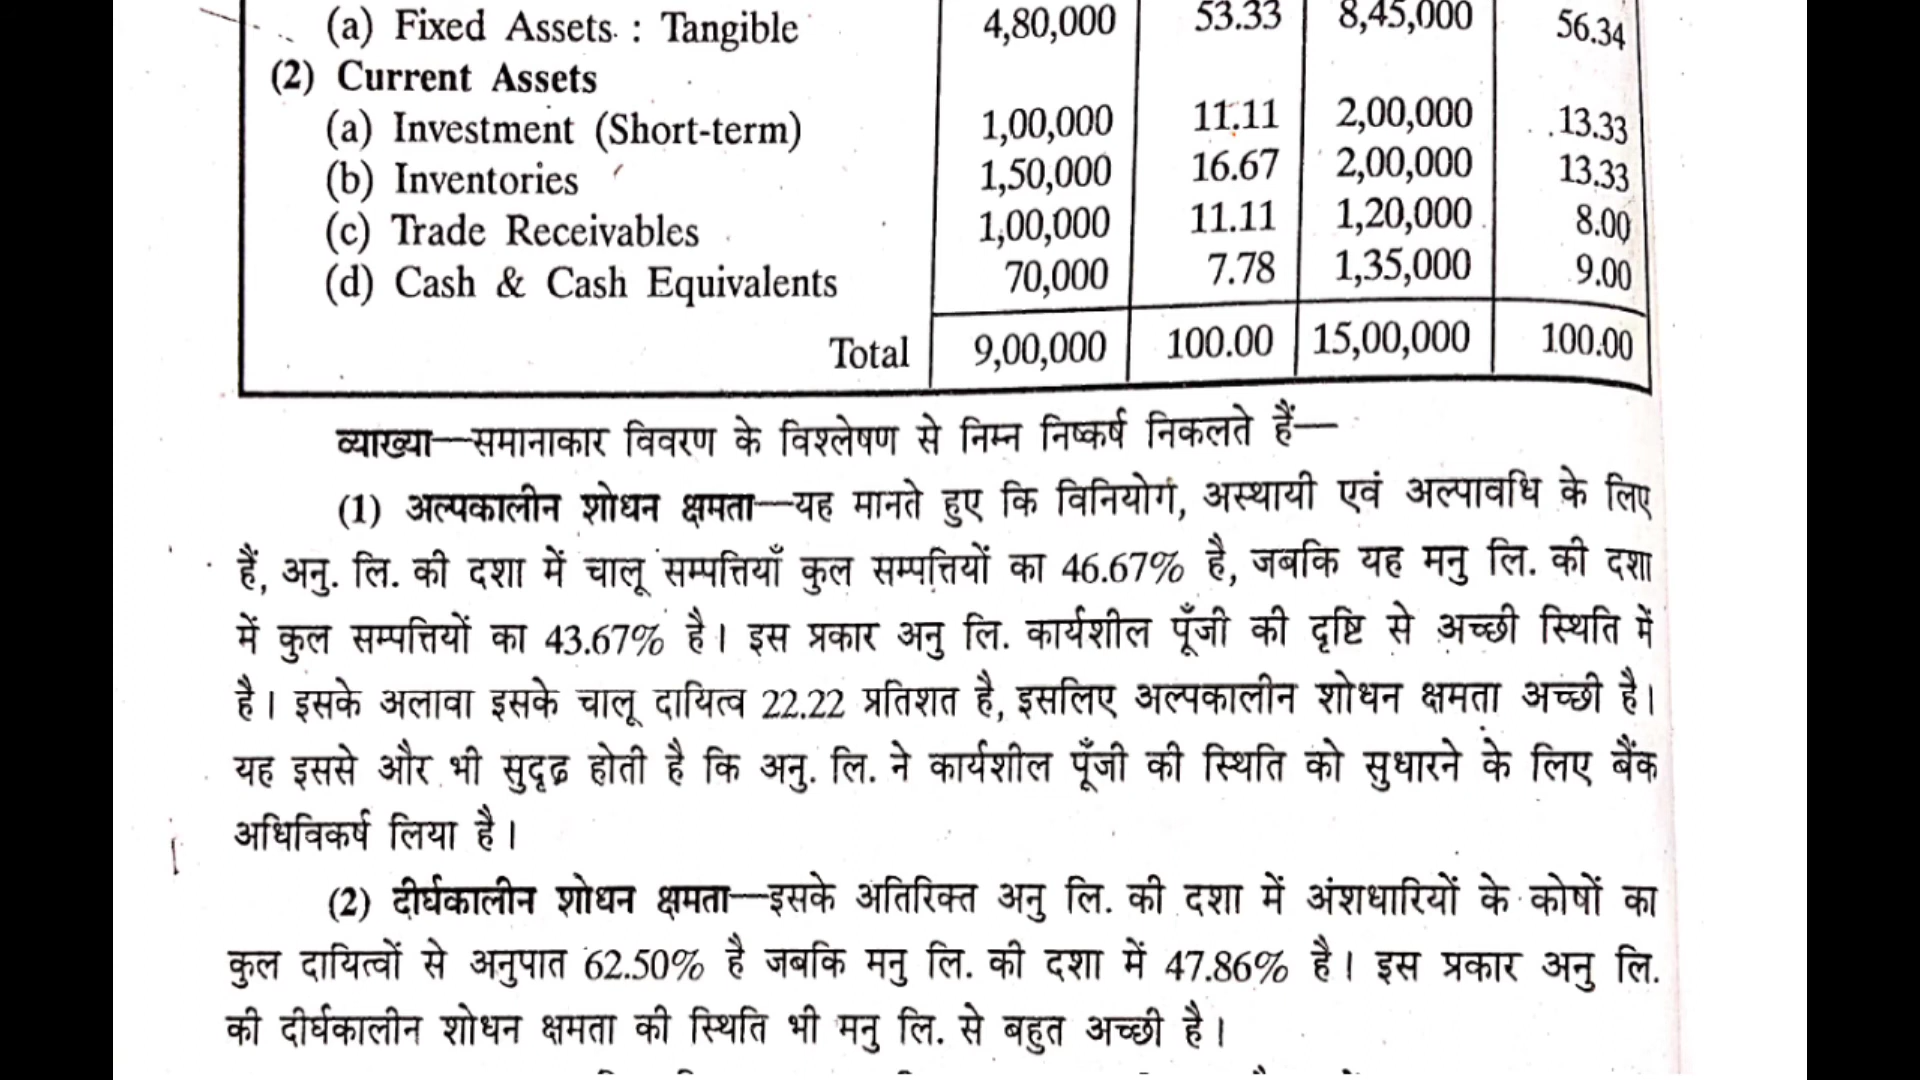 (a) Fixed Assets : Tangible 4,80,000 53.33 8,45,000 56.34
(2) Current Assets
(a) Investment (Short-term) 1,00,000 11.11 2,00,000 13.33
(b) Inventories 1,50,000 16.67 2,00,000 13.33
(c) Trade Receivables 1,00,000 11.11 1,20,000 8.00
(d) Cash & Cash Equivalents 70,000 7.78 1,35,000 9.00
Total 9,00,000 100.00 15,00,000 100.00
व्याख्या—समानाकार विवरण के विश्लेषण से निम्न निष्कर्ष निकलते हैं—
(1) अल्पकालीन शोधन क्षमता—यह मानते हुए कि विनियोग, अस्थायी एवं अल्पावधि के लिए
हैं, अनु. लि. की दशा में चालू सम्पत्तियाँ कुल सम्पत्तियों का 46.67% है, जबकि यह मनु लि. की दशा
में कुल सम्पत्तियों का 43.67% है। इस प्रकार अनु लि. कार्यशील पूँजी की दृष्टि से अच्छी स्थिति में
है। इसके अलावा इसके चालू दायित्व 22.22 प्रतिशत है, इसलिए अल्पकालीन शोधन क्षमता अच्छी है।
यह इससे और भी सुदृढ़ होती है कि अनु. लि. ने कार्यशील पूँजी की स्थिति को सुधारने के लिए बैंक
अधिविकर्ष लिया है।
(2) दीर्घकालीन शोधन क्षमता—इसके अतिरिक्त अनु लि. की दशा में अंशधारियों के कोषों का
कुल दायित्वों से अनुपात 62.50% है जबकि मनु लि. की दशा में 47.86% है। इस प्रकार अनु लि.
की दीर्घकालीन शोधन क्षमता की स्थिति भी मनु लि. से बहुत अच्छी है।